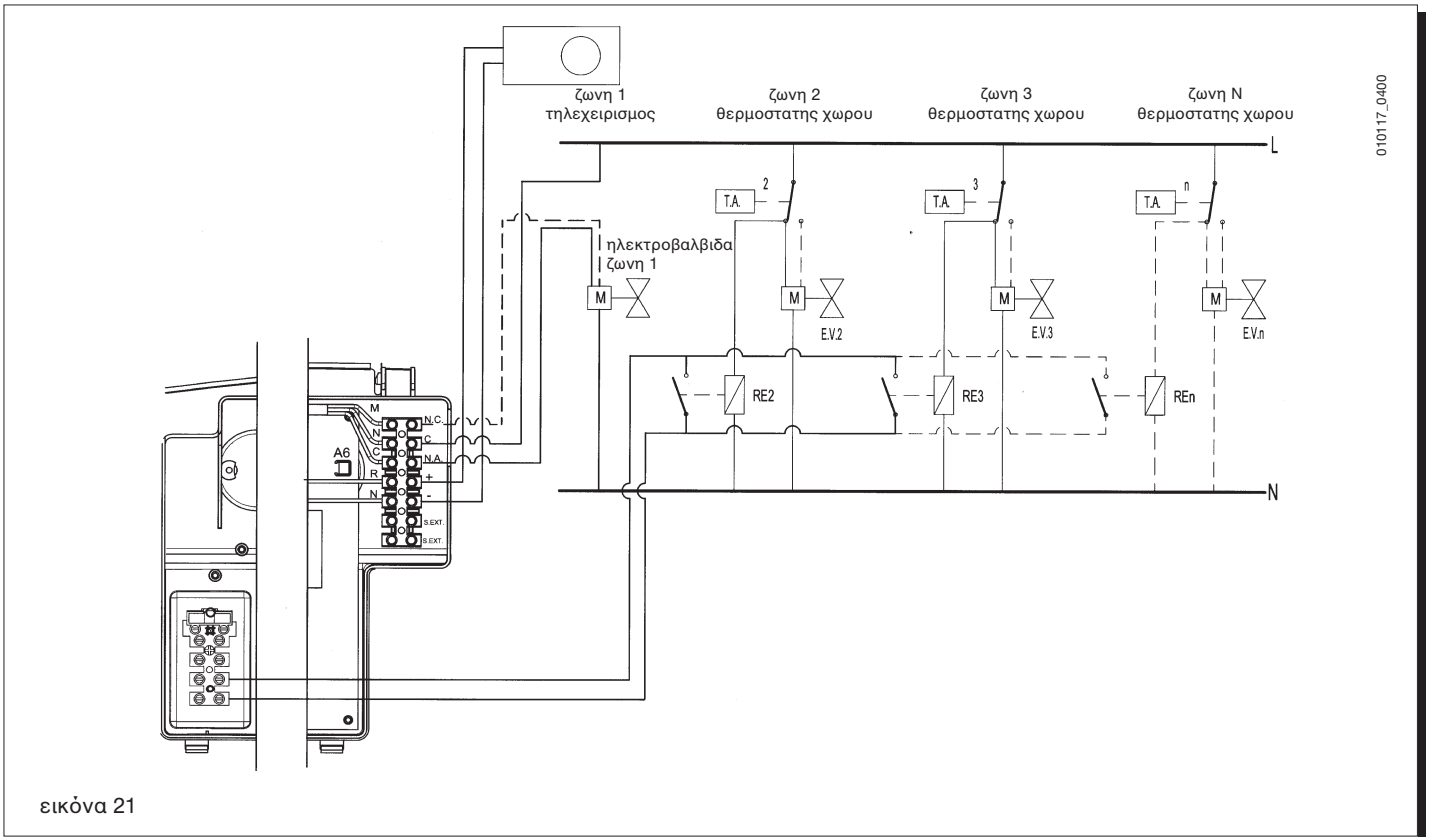 ζωνη 1
τηλεχειρισμος
ζωνη 2
θερμοστατης χωρου
ζωνη 3
θερμοστατης χωρου
ζωνη N
θερμοστατης χωρου
010117_0400
L
2
T.A.
3
T.A.
n
T.A.
ηλεκτροβαλβιδα
ζωνη 1
M
M
E.V.2
M
E.V.3
M
E.V.n
RE2
RE3
REn
M
N.C.
N
C
C
N.A.
A6
R
+
N
-
S.EXT.
S.EXT.
N
εικόνα 21